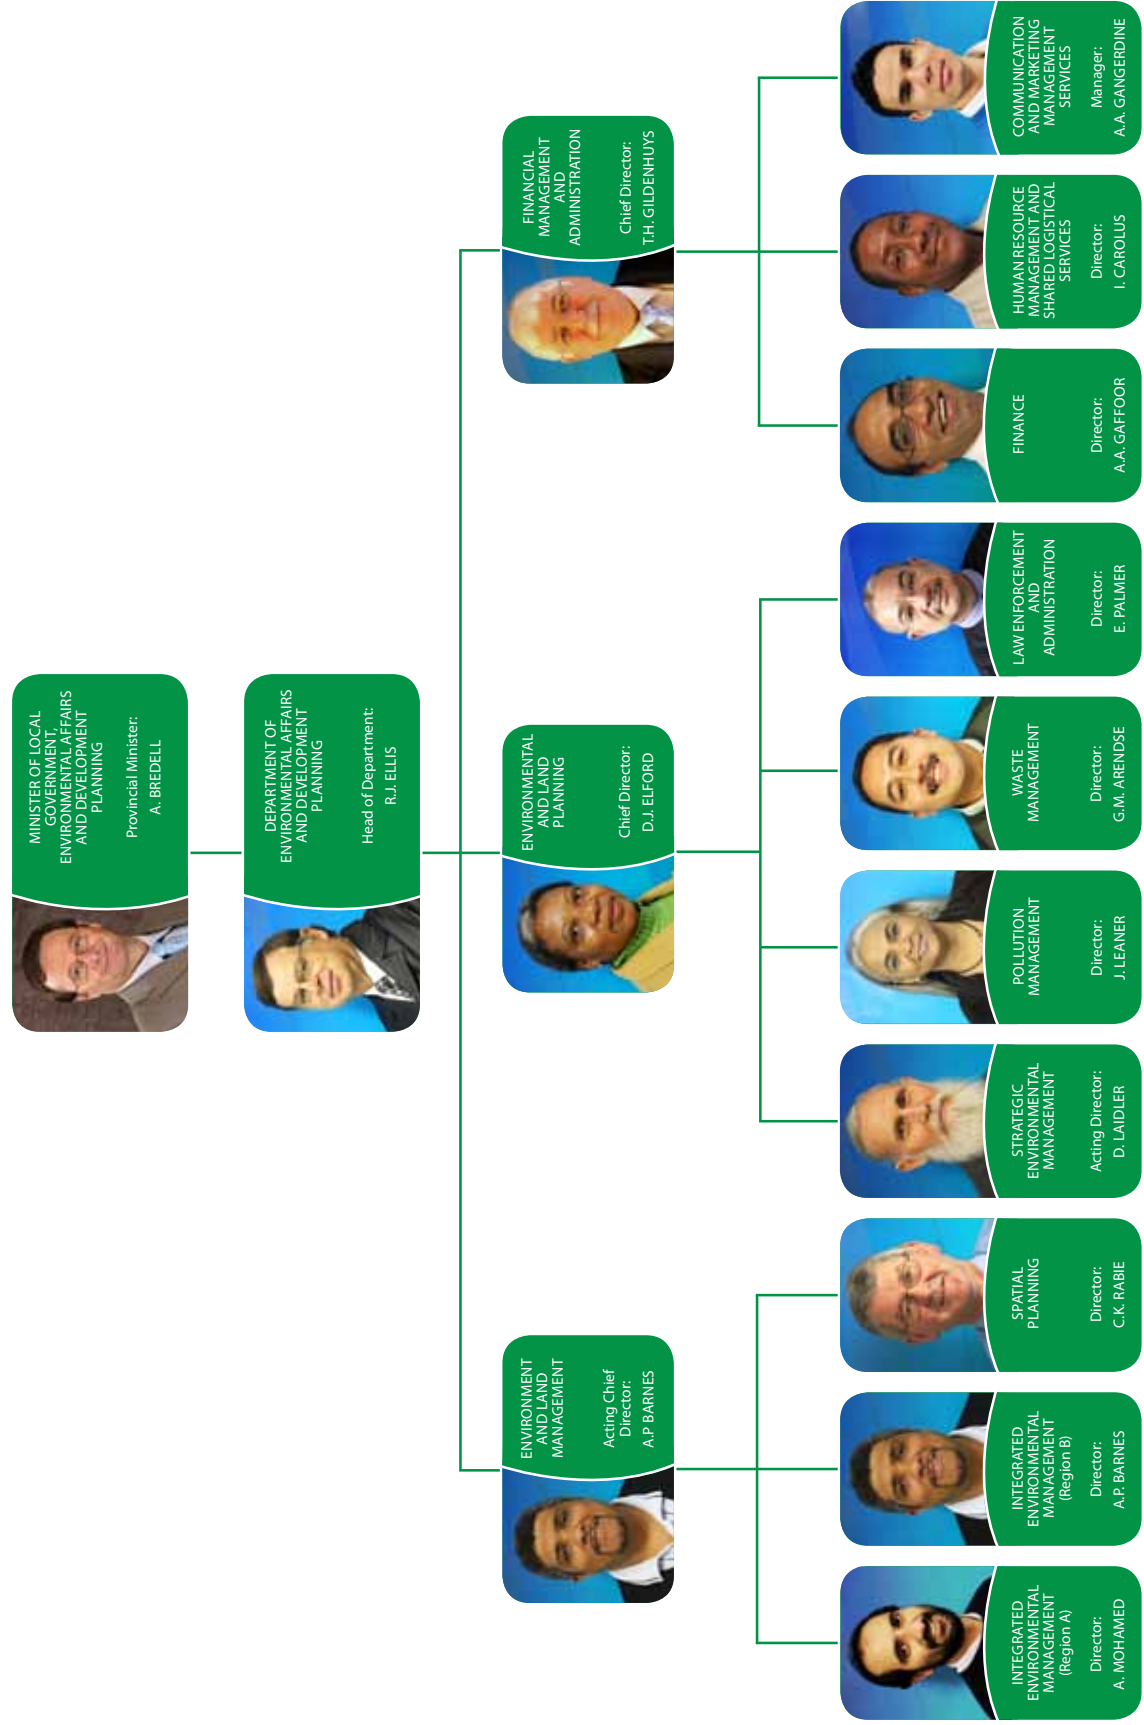 MINISTER OF LOCAL
GOVERNMENT,
ENVIRONMENTAL AFFAIRS
AND DEVELOPMENT
PLANNING
Provincial Minister:
A. BREDELL
DEPARTMENT OF
ENVIRONMENTAL AFFAIRS
AND DEVELOPMENT
PLANNING
Head of Department:
R.J. ELLIS
ENVIRONMENT
AND LAND
MANAGEMENT
Acting Chief
Director:
A.P BARNES
ENVIRONMENTAL
AND LAND
PLANNING
Chief Director:
D.J. ELFORD
FINANCIAL
MANAGEMENT
AND
ADMINISTRATION
Chief Director:
T.H. GILDENHUYS
INTEGRATED
ENVIRONMENTAL
MANAGEMENT
(Region A)
Director:
A. MOHAMED
INTEGRATED
ENVIRONMENTAL
MANAGEMENT
(Region B)
Director:
A.P. BARNES
SPATIAL
PLANNING
Director:
C.K. RABIE
STRATEGIC
ENVIRONMENTAL
MANAGEMENT
Acting Director:
D. LAIDLER
POLLUTION
MANAGEMENT
Director:
J. LEANER
WASTE
MANAGEMENT
Director:
G.M. ARENDSE
LAW ENFORCEMENT
AND
ADMINISTRATION
Director:
E. PALMER
FINANCE
Director:
A.A. GAFFOOR
HUMAN RESOURCE
MANAGEMENT AND
SHARED LOGISTICAL
SERVICES
Director:
I. CAROLUS
COMMUNICATION
AND MARKETING
MANAGEMENT
SERVICES
Manager:
A.A. GANGERDINE